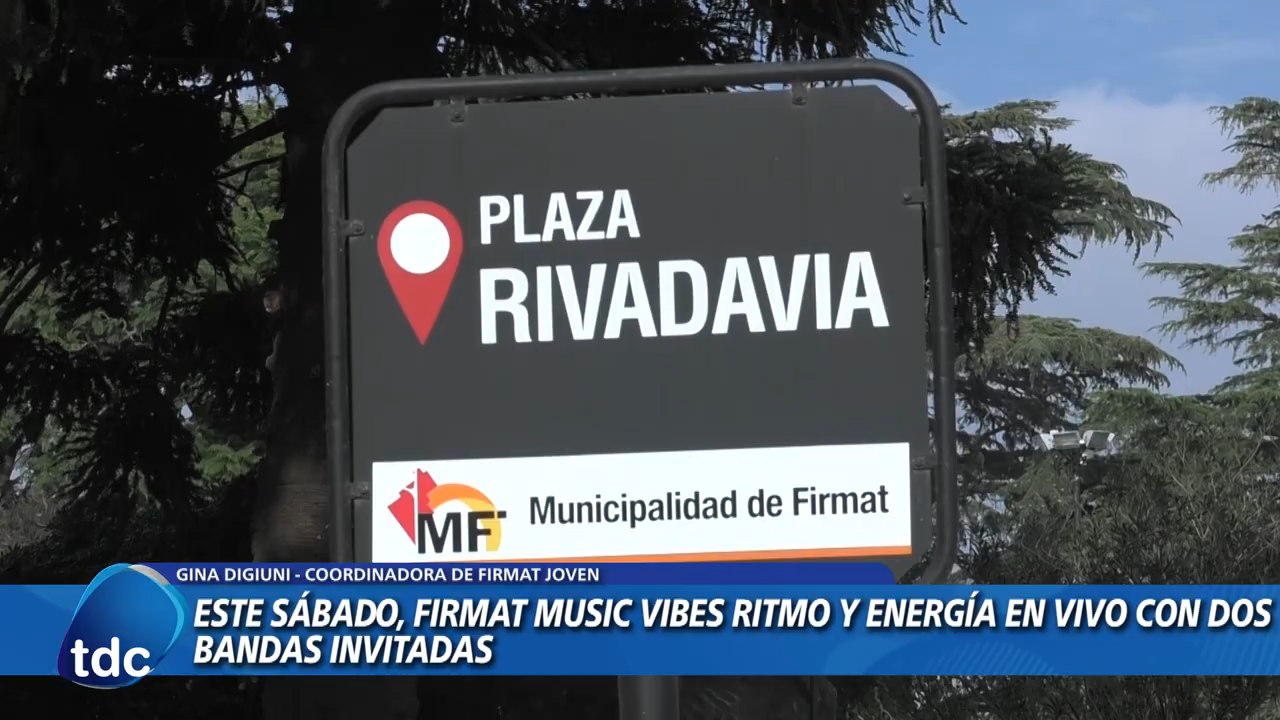 PLAZA
RIVADAVIA
MF
Municipalidad de Firmat
GINA DIGIUNI - COORDINADORA DE FIRMAT JOVEN
ESTE SÁBADO, FIRMAT MUSIC VIBES RITMO Y ENERGÍA EN VIVO CON DOS
BANDAS INVITADAS
tdc